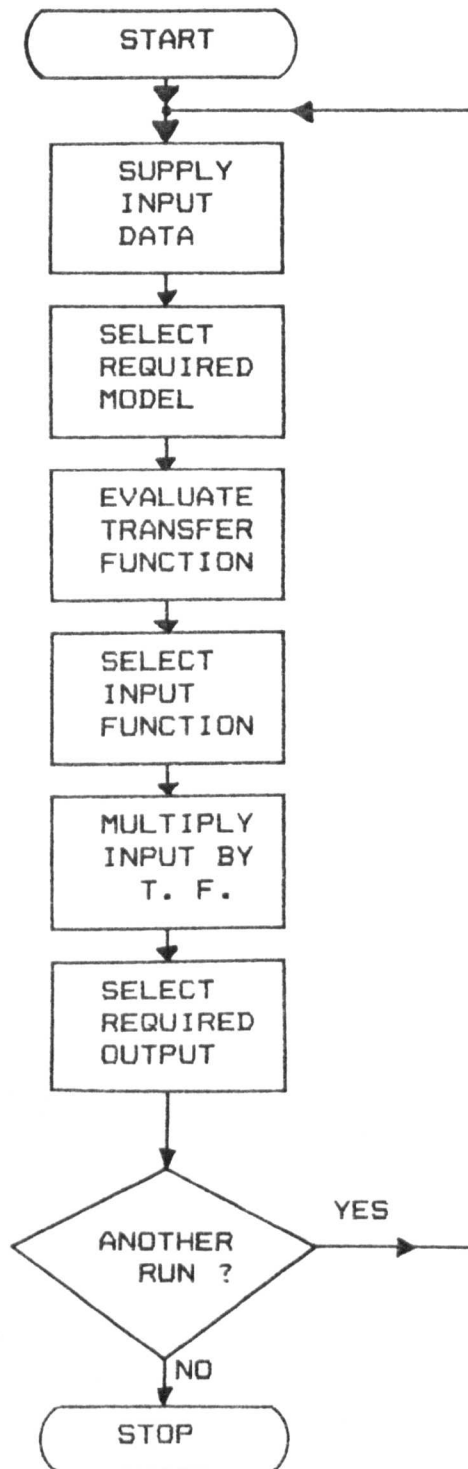 START
SUPPLY
INPUT
DATA
SELECT
REQUIRED
MODEL
EVALUATE
TRANSFER
FUNCTION
SELECT
INPUT
FUNCTION
MULTIPLY
INPUT BY
T. F.
SELECT
REQUIRED
OUTPUT
YES
ANOTHER
RUN ?
NO
STOP